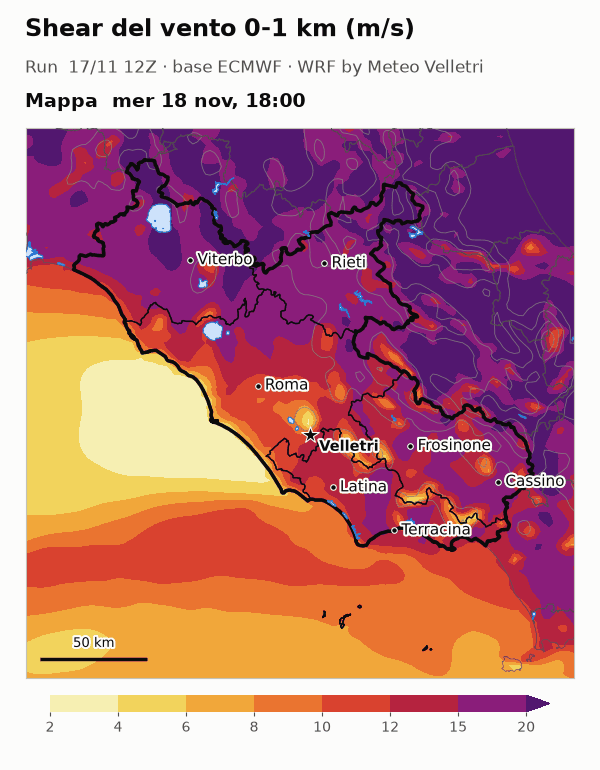 Shear del vento 0-1 km (m/s)
Run 17/11 12Z · base ECMWF · WRF by Meteo Velletri
Mappa mer 18 nov, 18:00
Viterbo
Rieti
Roma
Velletri
Frosinone
Latina
Cassino
Terracina
50 km
2 4 6 8 10 12 15 20